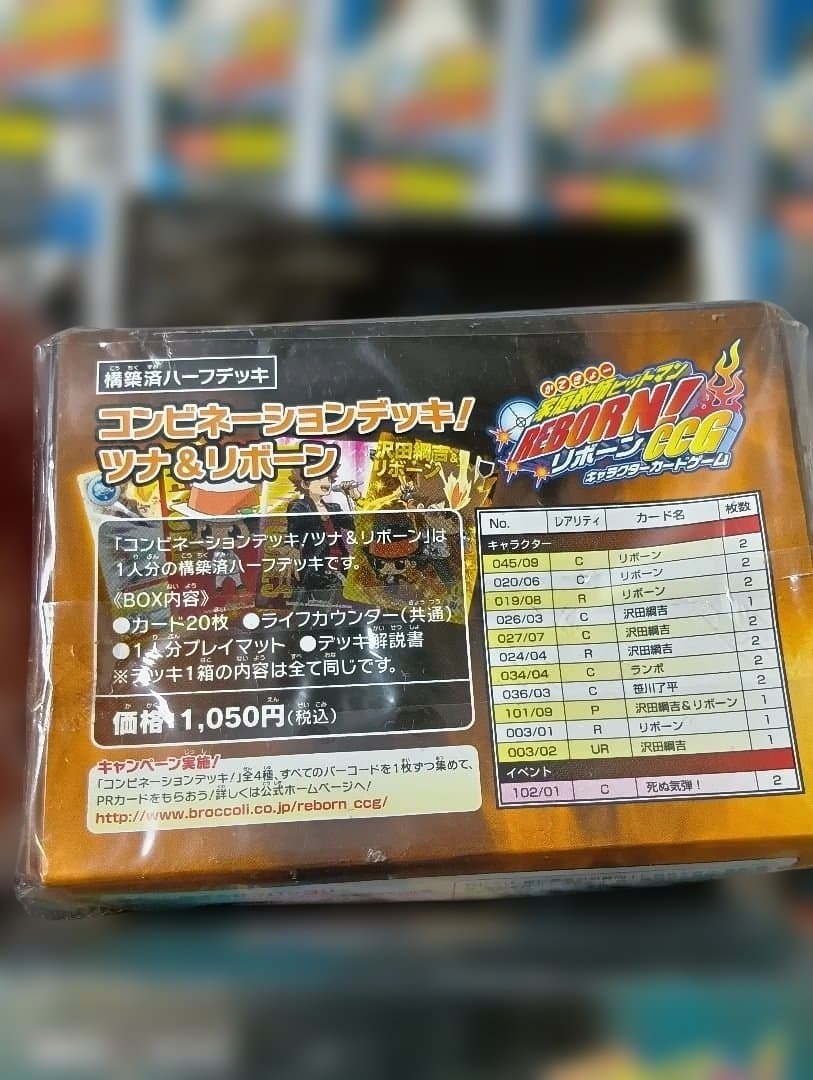 こうちくずみ
構築済ハーフデッキ
コンビネーションデッキ!
ツナ&リボーン
沢田綱吉&
リボーン
「コンビネーションデッキ!ツナ&リボーン」は
1人分の構築済ハーフデッキです。
《BOX内容》
●カード20枚 ●ライフカウンター(共通)
●1人分プレイマット ●デッキ解説書
※デッキ1箱の内容は全て同じです。
価格 1,050円(税込)
キャンペーン実施!
「コンビネーションデッキ!」全4種、すべてのバーコードを1枚ずつ集めて、
PRカードをもらおう!詳しくは公式ホームページへ!
http://www.broccoli.co.jp/reborn_ccg/
かてきょー
家庭教師ヒットマン
REBORN!
リボーン CCG
キャラクターカードゲーム
No. レアリティ カード名 枚数
キャラクター
045/09 C リボーン 2
020/06 C リボーン 2
019/08 R リボーン 2
026/03 C 沢田綱吉 1
027/07 C 沢田綱吉 2
024/04 R 沢田綱吉 2
034/04 C ランボ 2
036/03 C 笹川了平 2
101/09 P 沢田綱吉&リボーン 1
003/01 R リボーン 1
003/02 UR 沢田綱吉 1
イベント
102/01 C 死ぬ気弾! 2